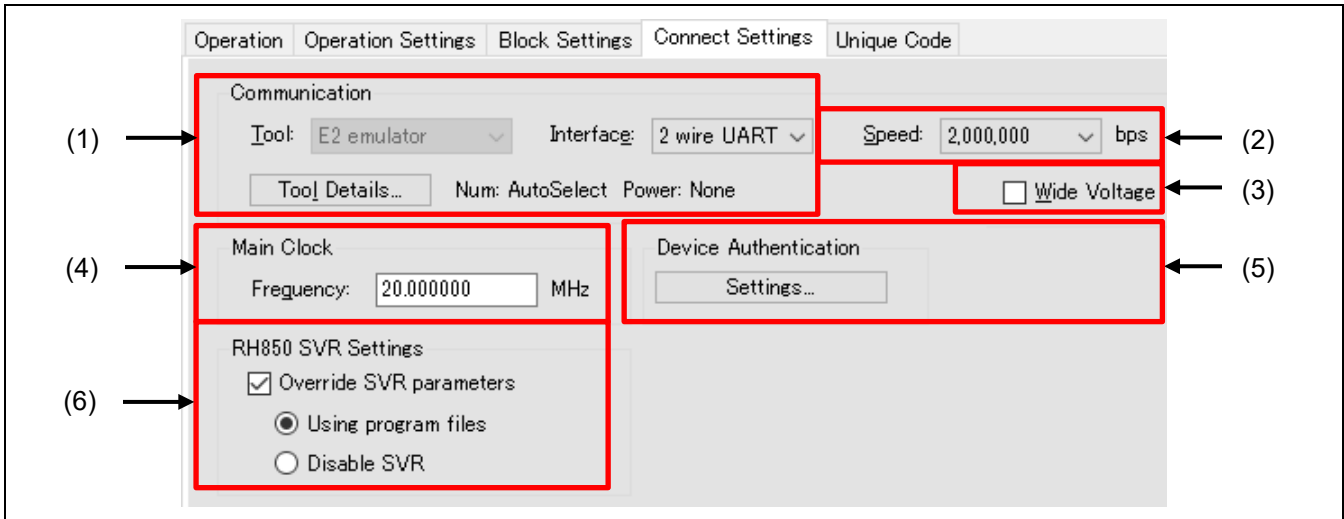 Operation Operation Settings Block Settings Connect Settings Unique Code
Communication
(1) Tool: E2 emulator Interface: 2 wire UART Speed: 2,000,000 bps (2)
Tool Details... Num: AutoSelect Power: None Wide Voltage (3)
Main Clock Device Authentication
(4) Frequency: 20.000000 MHz Settings... (5)
RH850 SVR Settings
Override SVR parameters
(6) Using program files
Disable SVR